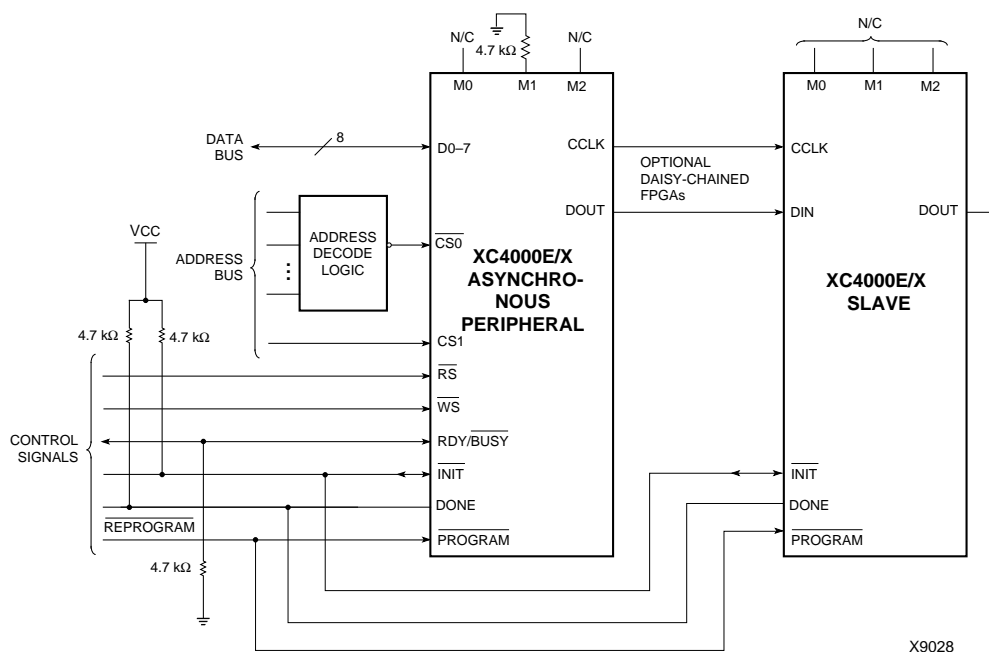 N/C
4.7 kΩ
N/C
N/C
M0
M1
M2
M0
M1
M2
DATA
BUS
8
D0–7
CCLK
CCLK
OPTIONAL
DAISY-CHAINED
FPGAs
DOUT
DIN
DOUT
VCC
ADDRESS
BUS
ADDRESS
DECODE
LOGIC
CS0
XC4000E/X
ASYNCHRO-
NOUS
PERIPHERAL
XC4000E/X
SLAVE
4.7 kΩ
4.7 kΩ
CS1
RS
WS
CONTROL
SIGNALS
RDY/BUSY
INIT
INIT
DONE
DONE
REPROGRAM
PROGRAM
PROGRAM
4.7 kΩ
X9028